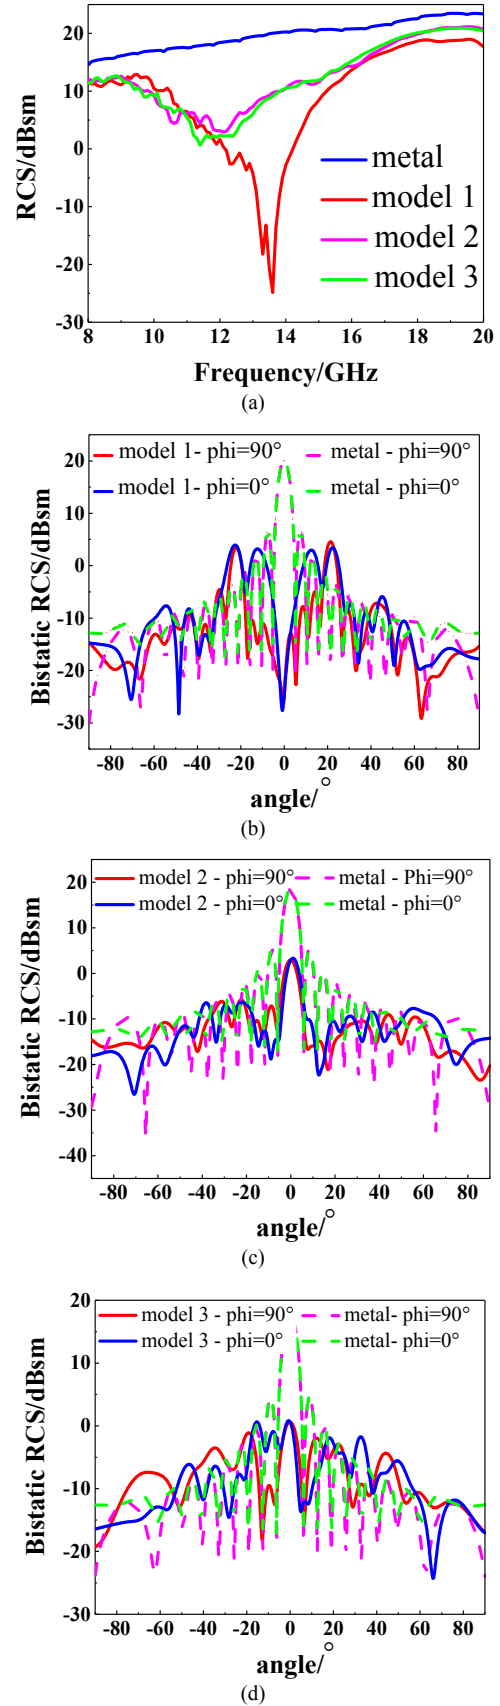 RCS/dBsm
20
10
0
-10
-20
-30
metal
model 1
model 2
model 3
8 10 12 14 16 18 20
Frequency/GHz
(a)
model 1- phi=90° metal - phi=90°
model 1- phi=0° metal - phi=0°
Bistatic RCS/dBsm
20
10
0
-10
-20
-30
-80 -60 -40 -20 0 20 40 60 80
angle/°
(b)
model 2 - phi=90° metal - Phi=90°
model 2 - phi=0° metal - phi=0°
Bistatic RCS/dBsm
20
10
0
-10
-20
-30
-40
-80 -60 -40 -20 0 20 40 60 80
angle/°
(c)
model 3 - phi=90° metal- phi=90°
model 3 - phi=0° metal- phi=0°
Bistatic RCS/dBsm
20
10
0
-10
-20
-30
-80 -60 -40 -20 0 20 40 60 80
angle/°
(d)